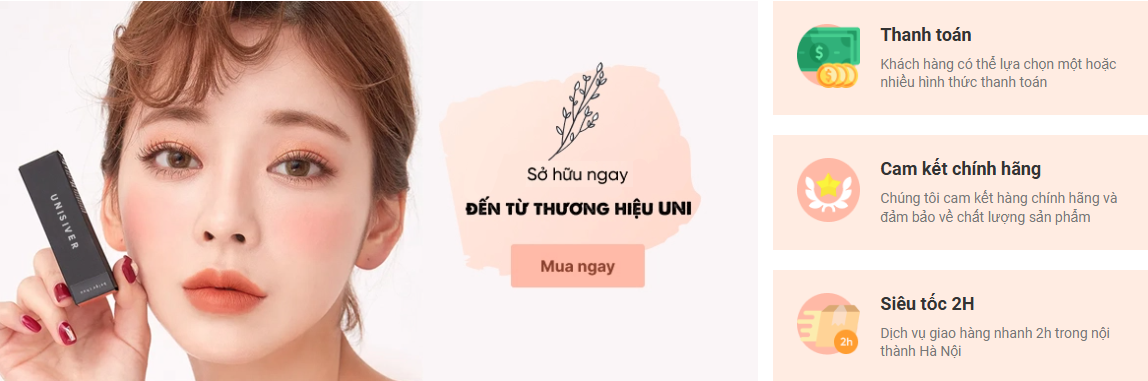 UNISIVER
Sở hữu ngay
ĐẾN TỪ THƯƠNG HIỆU UNI
Mua ngay
Thanh toán
Khách hàng có thể lựa chọn một hoặc
nhiều hình thức thanh toán
Cam kết chính hãng
Chúng tôi cam kết hàng chính hãng và
đảm bảo về chất lượng sản phẩm
Siêu tốc 2H
2h
Dịch vụ giao hàng nhanh 2h trong nội
thành Hà Nội